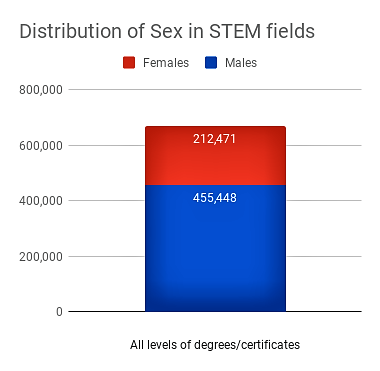 Distribution of Sex in STEM fields
Females Males
800,000
600,000
400,000
200,000
0
212,471
455,448
All levels of degrees/certificates